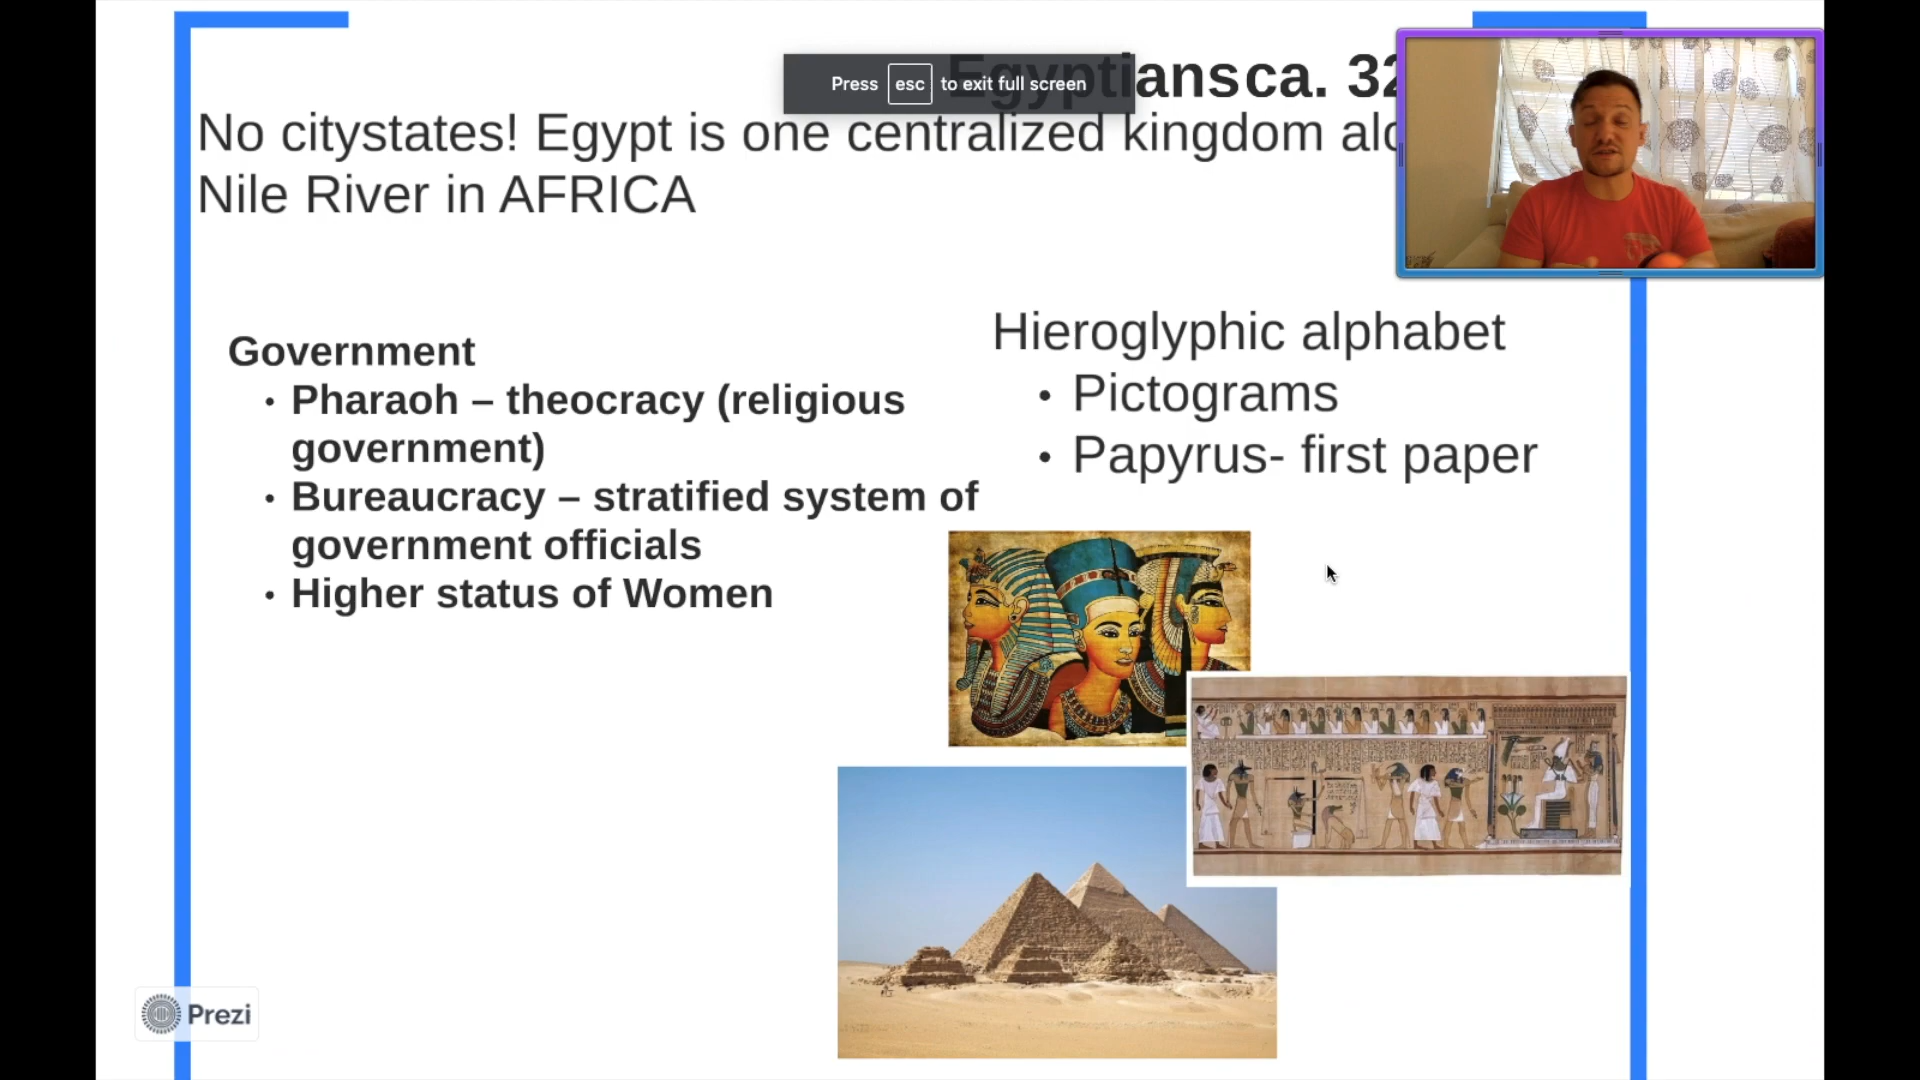 Egyptiansca. 32
Press esc to exit full screen
No citystates! Egypt is one centralized kingdom alo
Nile River in AFRICA
Government
• Pharaoh – theocracy (religious
government)
• Bureaucracy – stratified system of
government officials
• Higher status of Women
Hieroglyphic alphabet
• Pictograms
• Papyrus- first paper
Prezi